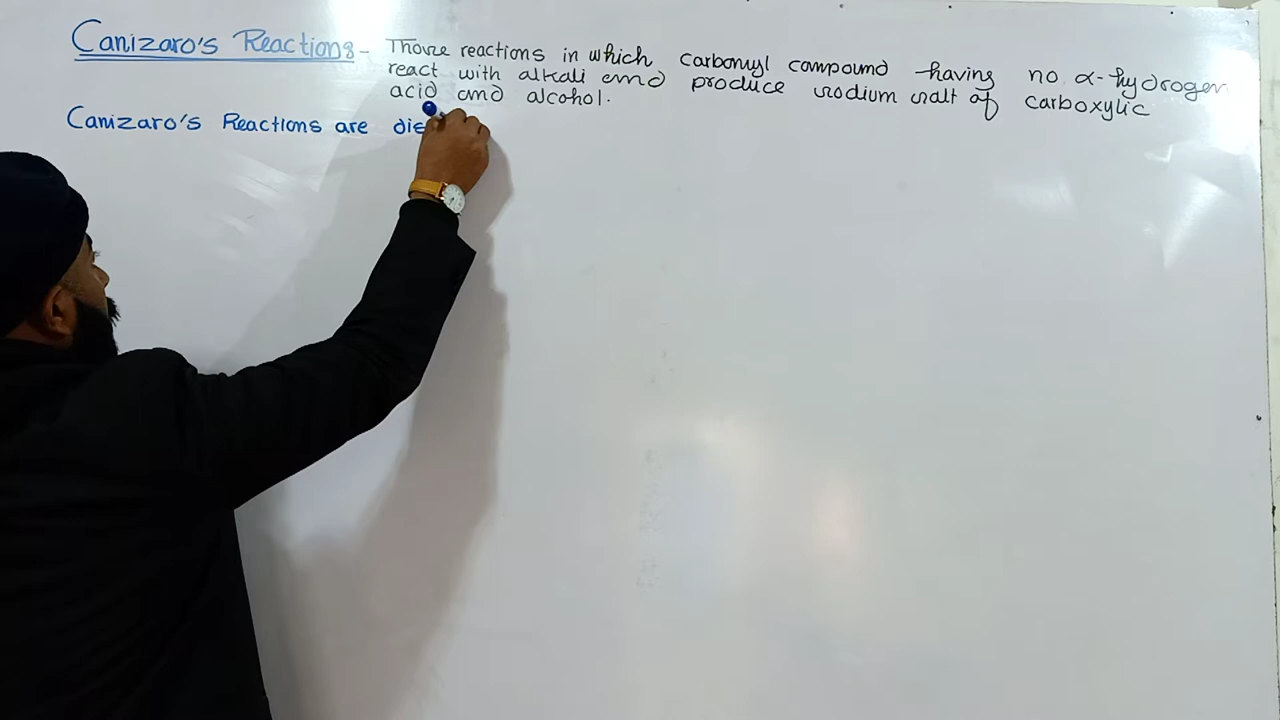 Canizaro's Reactions - Those reactions in which carbonyl compound having no α-hydrogen
react with alkali and produce sodium salt of carboxylic
acid and alcohol.
Canizaro's Reactions are dis